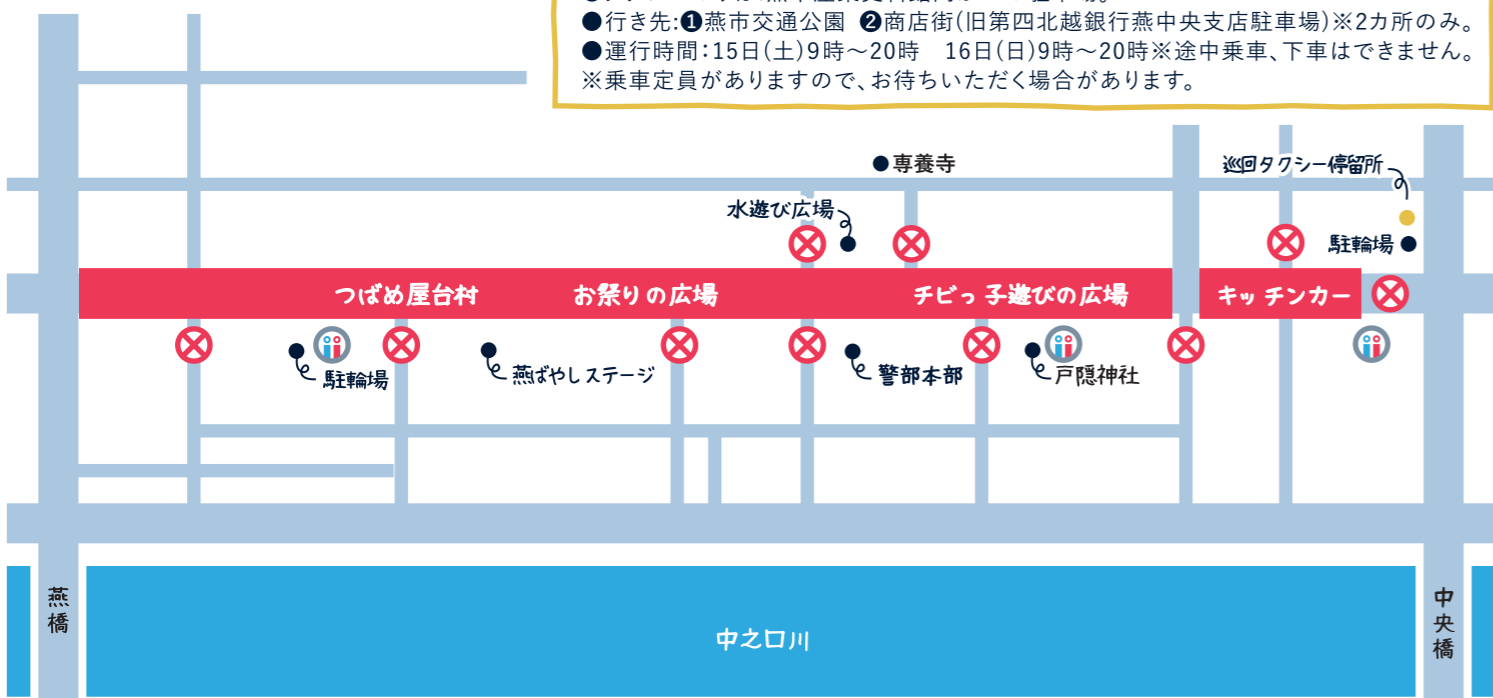 ●行き先:❶燕市交通公園 ❷商店街(旧第四北越銀行燕中央支店駐車場)※2カ所のみ。
●運行時間:15日(土)9時〜20時　16日(日)9時〜20時※途中乗車、下車はできません。
※乗車定員がありますので、お待ちいただく場合があります。
●専養寺
巡回タクシー停留所
水遊び広場
駐輪場
つばめ屋台村
お祭りの広場
チビっ子遊びの広場
キッチンカー
駐輪場
燕ばやしステージ
警部本部
戸隠神社
燕橋
中之口川
中央橋